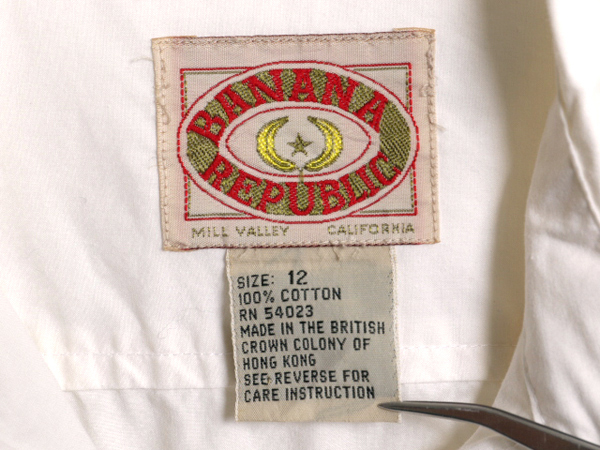 BANANA
REPUBLIC
MILL VALLEY CALIFORNIA
SIZE: 12
100% COTTON
RN 54023
MADE IN THE BRITISH
CROWN COLONY OF
HONG KONG
SEE REVERSE FOR
CARE INSTRUCTION